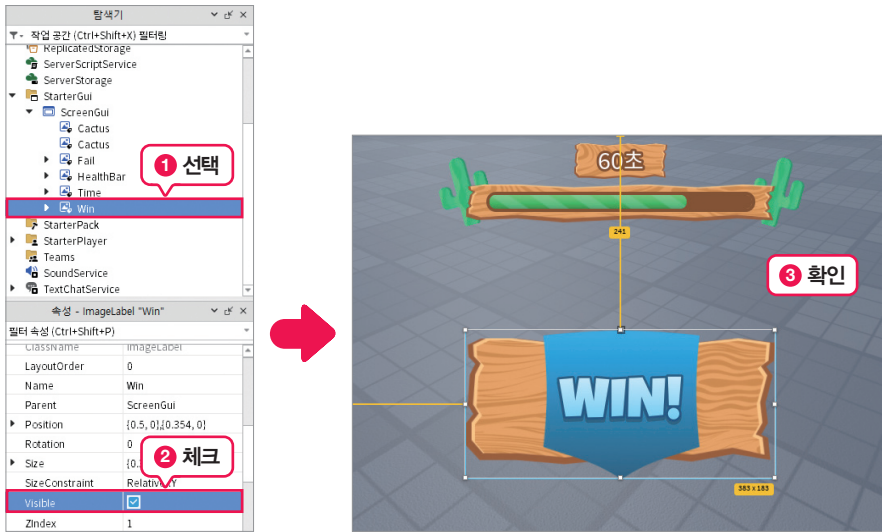 탐색기
작업 공간 (Ctrl+Shift+X) 필터링
ReplicatedStorage
ServerScriptService
ServerStorage
StarterGui
ScreenGui
Cactus
Cactus
Fail
HealthBar
Time
Win
StarterPack
StarterPlayer
Teams
SoundService
TextChatService
1 선택
속성 - ImageLabel "Win"
필터 속성 (Ctrl+Shift+P)
ClassName ImageLabel
LayoutOrder 0
Name Win
Parent ScreenGui
Position {0.5, 0},{0.354, 0}
Rotation 0
Size
SizeConstraint
Visible
ZIndex 1
2 체크
60초
241
3 확인
WIN!
383 x 183